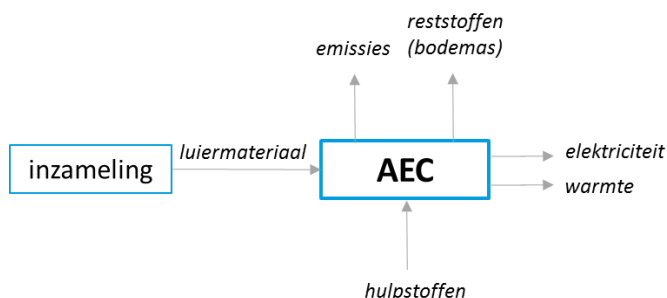 reststoffen
(bodemas)
emissies
inzameling
luiermateriaal
AEC
elektriciteit
warmte
hulpstoffen